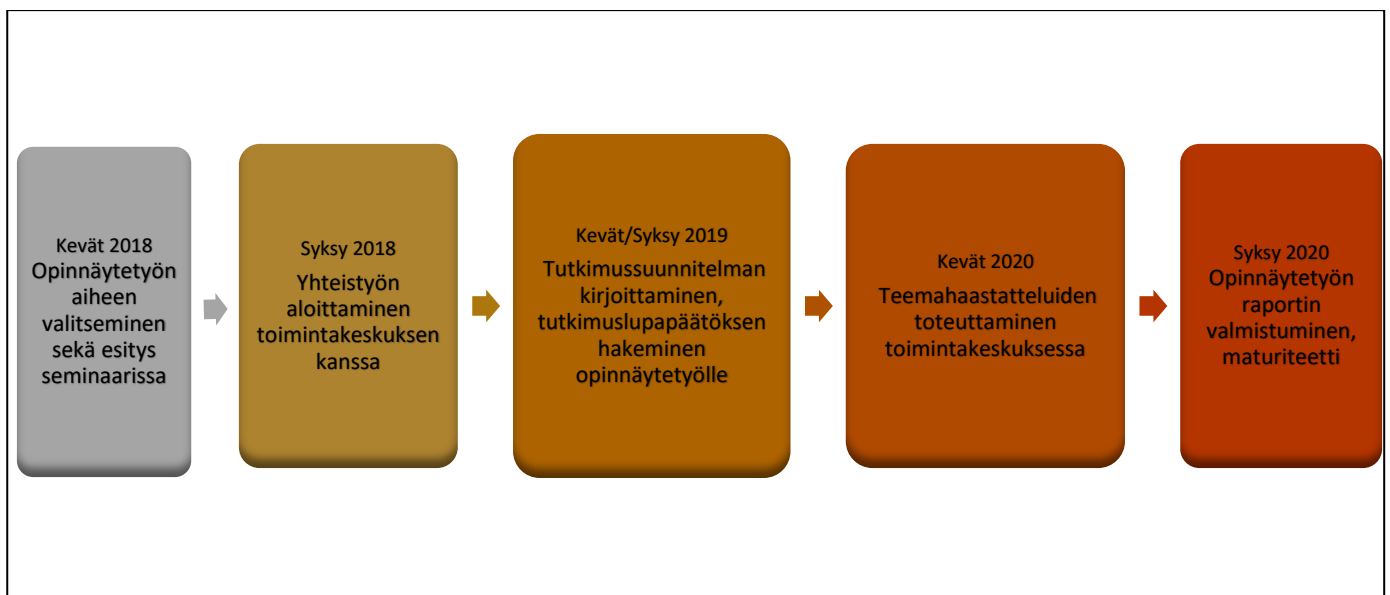 Kevät 2018
Opinnäytetyön
aiheen
valitseminen
sekä esitys
seminaarissa
Syksy 2018
Yhteistyön
aloittaminen
toimintakeskuksen
kanssa
Kevät/Syksy 2019
Tutkimussuunnitelman
kirjoittaminen,
tutkimuslupapäätöksen
hakeminen
opinnäytetyölle
Kevät 2020
Teemahaastatteluiden
toteuttaminen
toimintakeskuksessa
Syksy 2020
Opinnäytetyön
raportin
valmistuminen,
maturiteetti